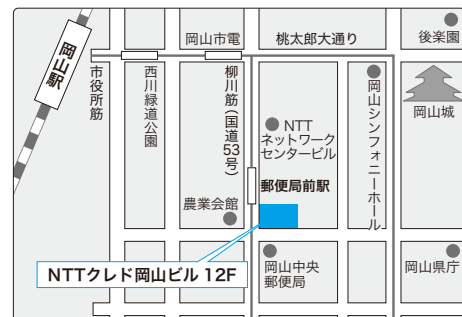 岡山市電
桃太郎大通り
後楽園
岡山駅
市役所筋
西川緑道公園
柳川筋(国道53号)
NTT
ネットワーク
センタービル
岡山シンフォニーホール
岡山城
郵便局前駅
農業会館
NTTクレド岡山ビル 12F
岡山中央
郵便局
岡山県庁